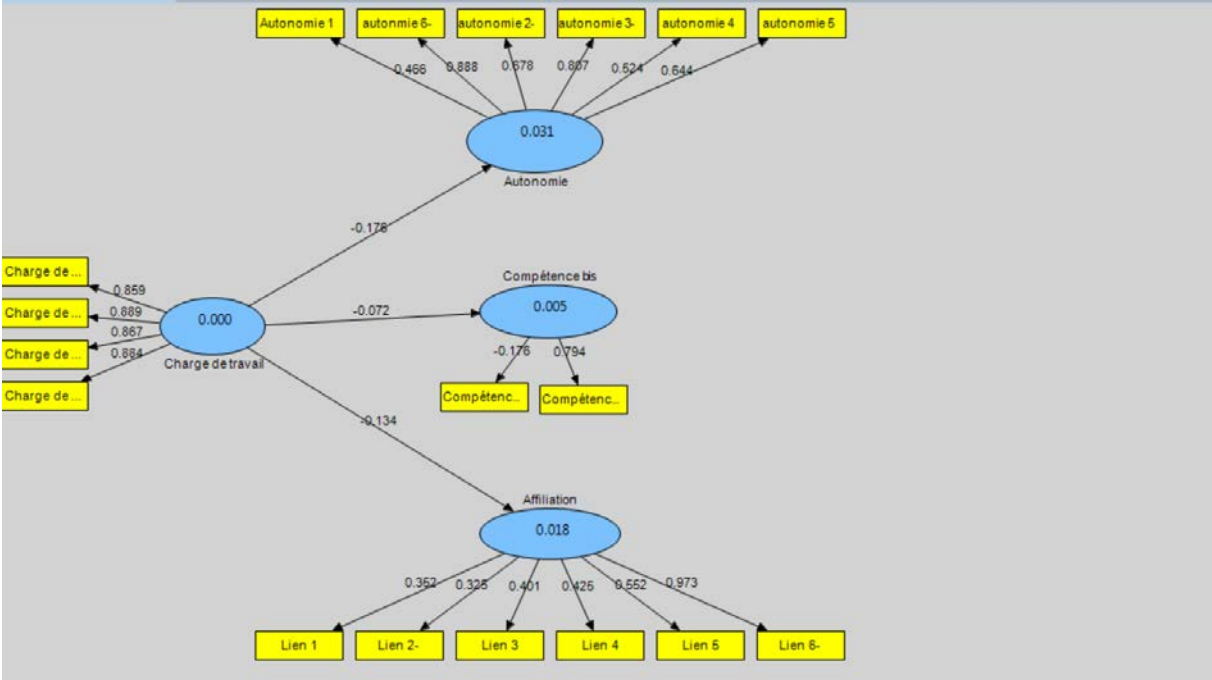 Autonomie 1
autonmie 6-
autonomie 2-
autonomie 3-
autonomie 4
autonomie 5
0.466
0.888
0.678
0.807
0.524
0.644
0.031
Autonomie
-0.176
Charge de ...
Charge de ...
Charge de ...
Charge de ...
0.859
0.889
0.867
0.884
0.000
Charge de travail
-0.072
Compétence bis
0.005
-0.176
0.794
Compétenc...
Compétenc...
-0.134
Affiliation
0.018
0.352
0.325
0.401
0.425
0.552
0.973
Lien 1
Lien 2-
Lien 3
Lien 4
Lien 5
Lien 6-